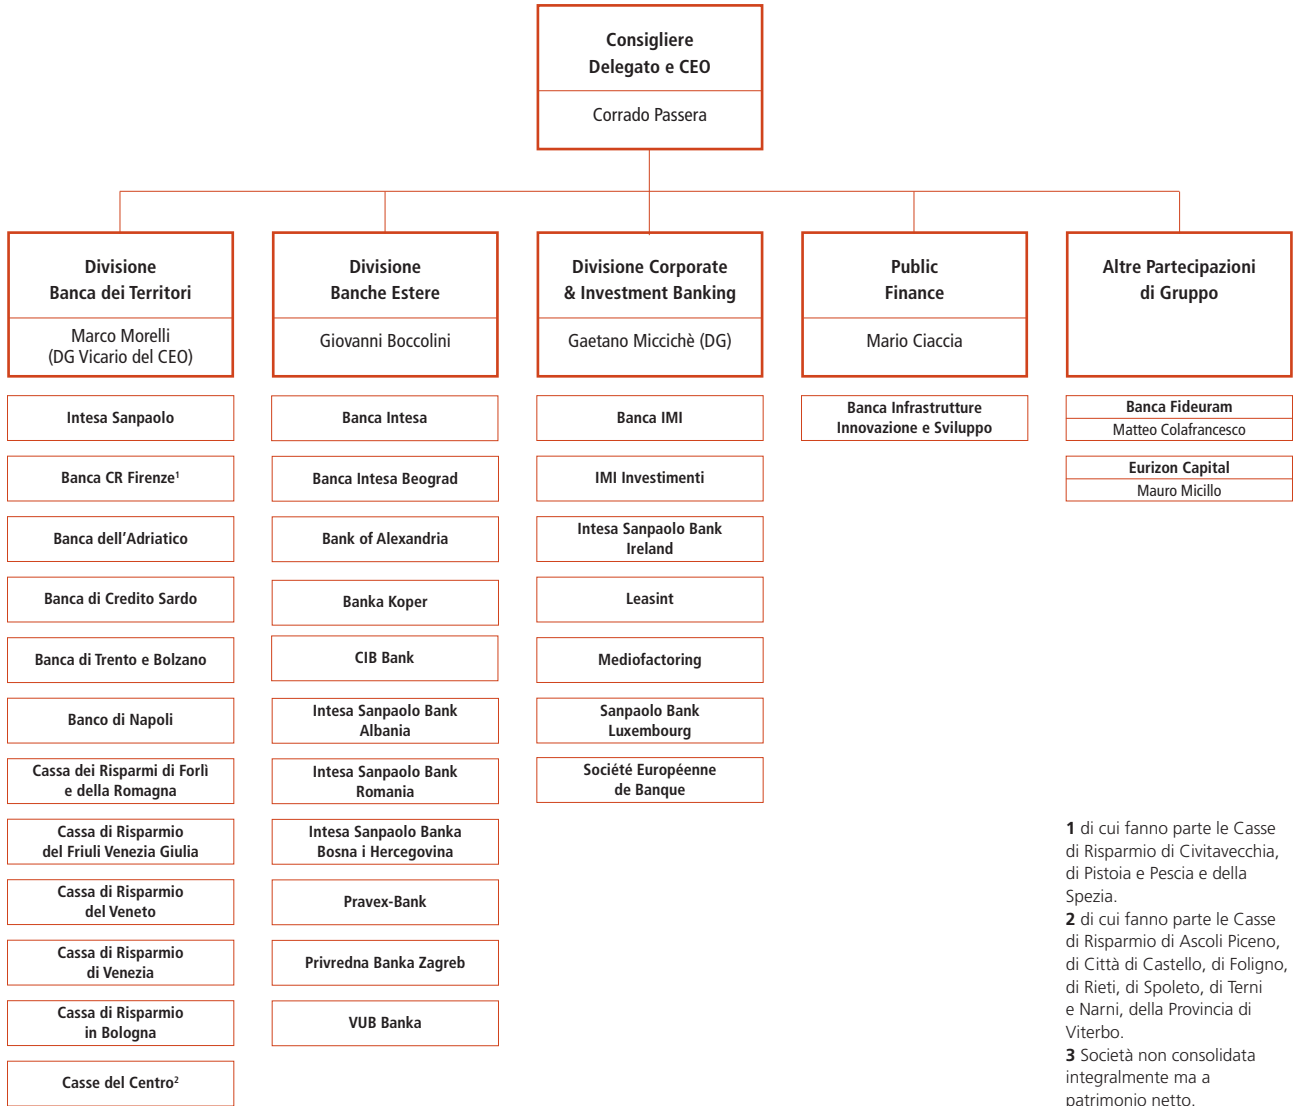 Consigliere
Delegato e CEO
Corrado Passera
Divisione
Banca dei Territori
Marco Morelli
(DG Vicario del CEO)
Intesa Sanpaolo
Banca CR Firenze¹
Banca dell'Adriatico
Banca di Credito Sardo
Banca di Trento e Bolzano
Banco di Napoli
Cassa dei Risparmi di Forlì
e della Romagna
Cassa di Risparmio
del Friuli Venezia Giulia
Cassa di Risparmio
del Veneto
Cassa di Risparmio
di Venezia
Cassa di Risparmio
in Bologna
Casse del Centro²
Divisione
Banche Estere
Giovanni Boccolini
Banca Intesa
Banca Intesa Beograd
Bank of Alexandria
Banka Koper
CIB Bank
Intesa Sanpaolo Bank
Albania
Intesa Sanpaolo Bank
Romania
Intesa Sanpaolo Banka
Bosna i Hercegovina
Pravex-Bank
Privredna Banka Zagreb
VUB Banka
Divisione Corporate
& Investment Banking
Gaetano Miccichè (DG)
Banca IMI
IMI Investimenti
Intesa Sanpaolo Bank
Ireland
Leasint
Mediofactoring
Sanpaolo Bank
Luxembourg
Société Européenne
de Banque
Public
Finance
Mario Ciaccia
Banca Infrastrutture
Innovazione e Sviluppo
Altre Partecipazioni
di Gruppo
Banca Fideuram
Matteo Colafrancesco
Eurizon Capital
Mauro Micillo
1 di cui fanno parte le Casse
di Risparmio di Civitavecchia,
di Pistoia e Pescia e della
Spezia.
2 di cui fanno parte le Casse
di Risparmio di Ascoli Piceno,
di Città di Castello, di Foligno,
di Rieti, di Spoleto, di Terni
e Narni, della Provincia di
Viterbo.
3 Società non consolidata
integralmente ma a
patrimonio netto.